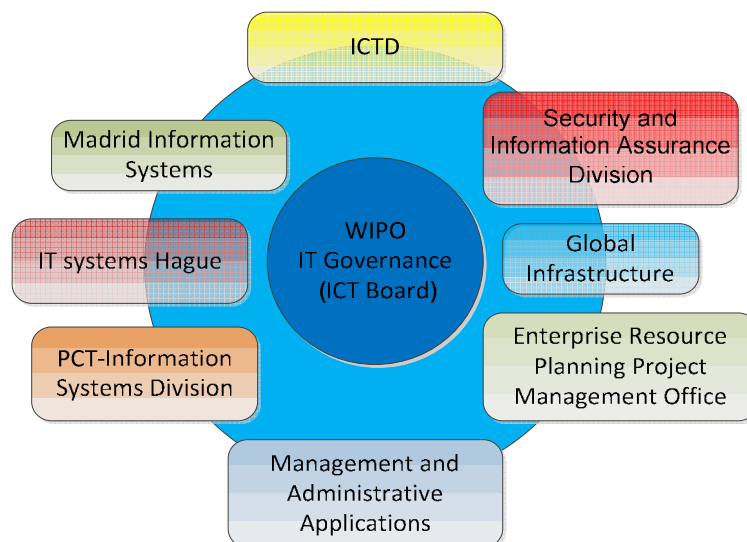 ICTD
Security and
Information Assurance
Division
Madrid Information
Systems
WIPO
IT Governance
(ICT Board)
IT systems Hague
Global
Infrastructure
PCT-Information
Systems Division
Enterprise Resource
Planning Project
Management Office
Management and
Administrative
Applications